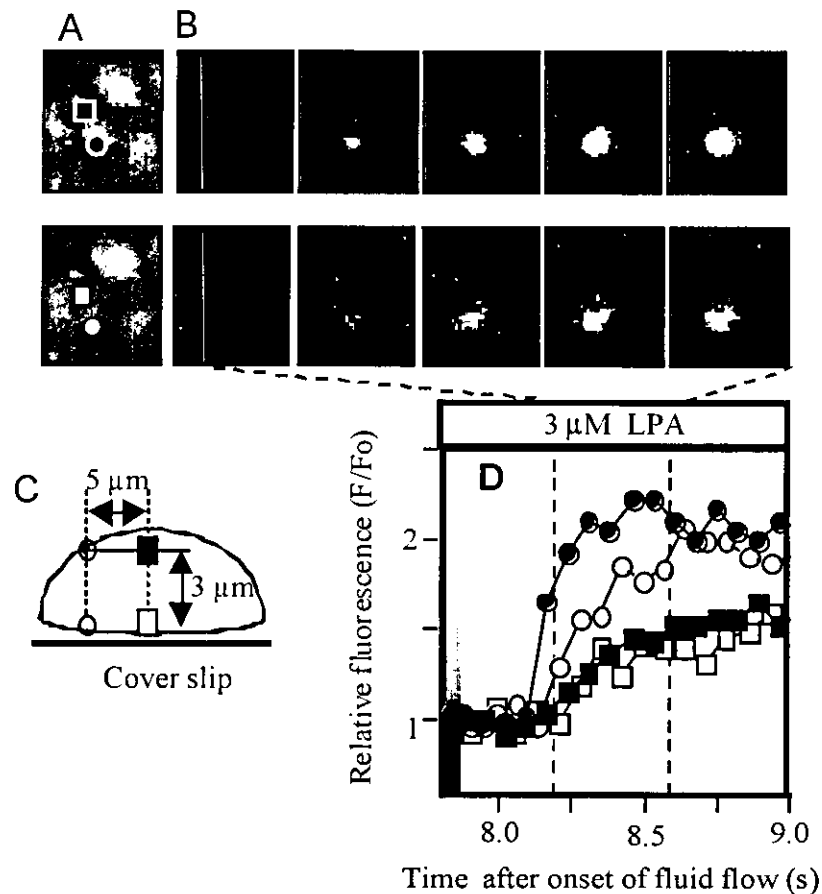 A
B
3 µM LPA
C
5 µm
3 µm
Cover slip
D
Relative fluorescence (F/Fo)
2
1
8.0
8.5
9.0
Time after onset of fluid flow (s)